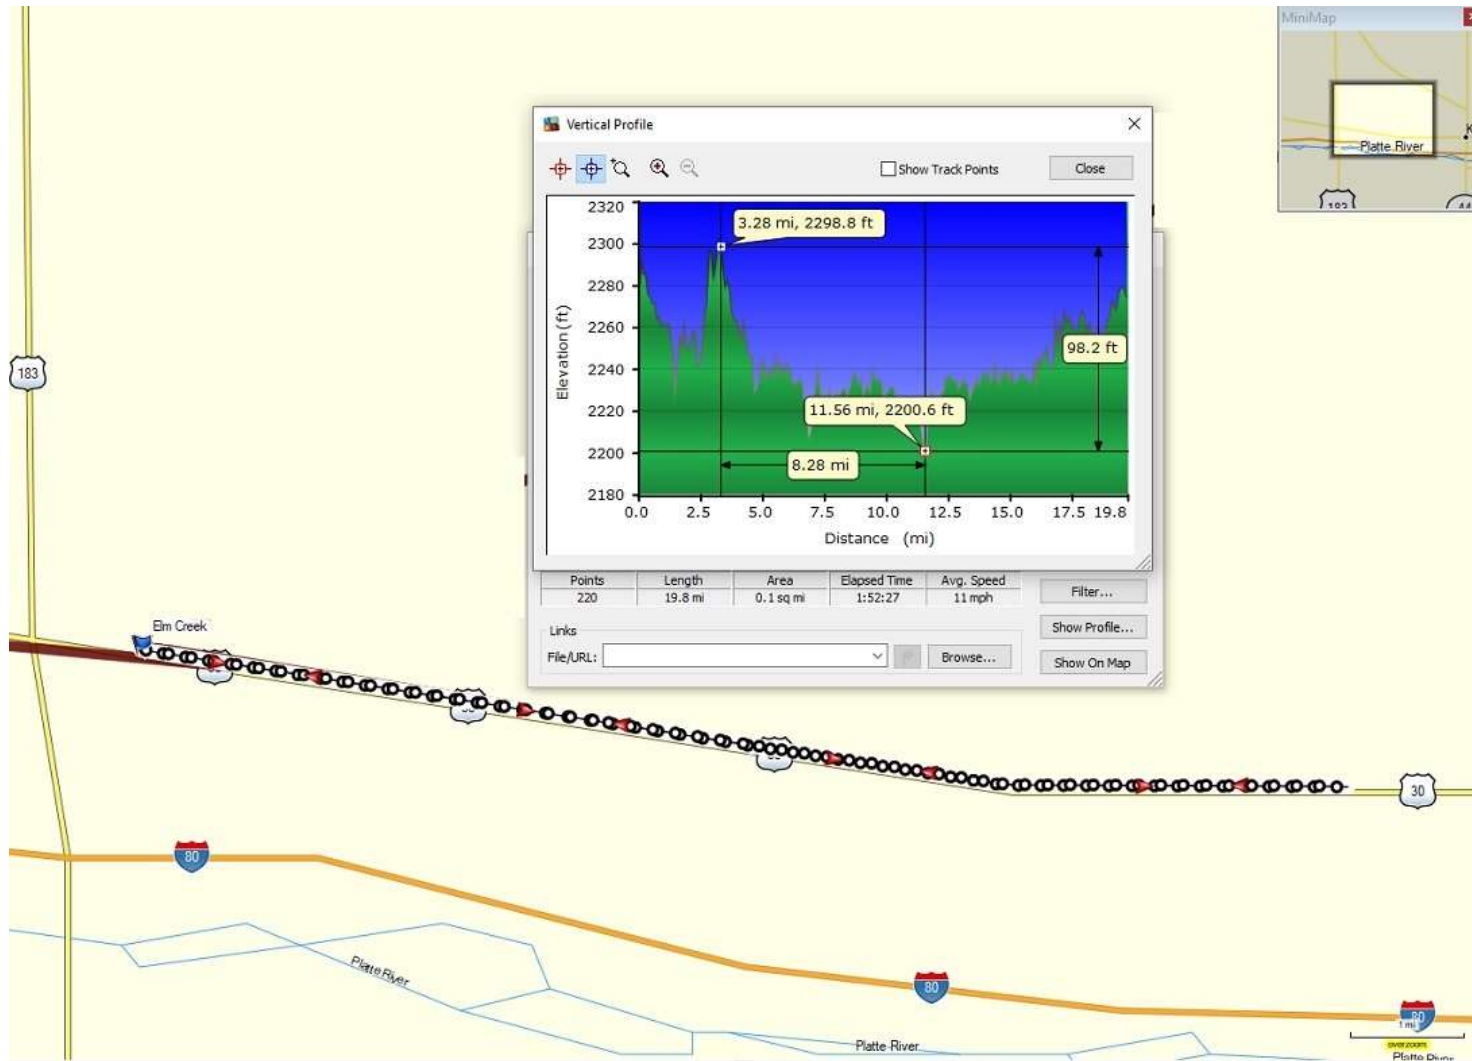 MiniMap
Platte River
K
183
44
Vertical Profile
Show Track Points
Close
2320
2300
2280
2260
2240
2220
2200
2180
Elevation (ft)
3.28 mi, 2298.8 ft
98.2 ft
11.56 mi, 2200.6 ft
8.28 mi
0.0 2.5 5.0 7.5 10.0 12.5 15.0 17.5 19.8
Distance (mi)
Points Length Area Elapsed Time Avg. Speed
220 19.8 mi 0.1 sq mi 1:52:27 11 mph
Filter...
Links
Show Profile...
File/URL:
Browse...
Show On Map
183
Elm Creek
30
80
Platte River
80
80
1 mi
overzoom
Platte River
Platte River